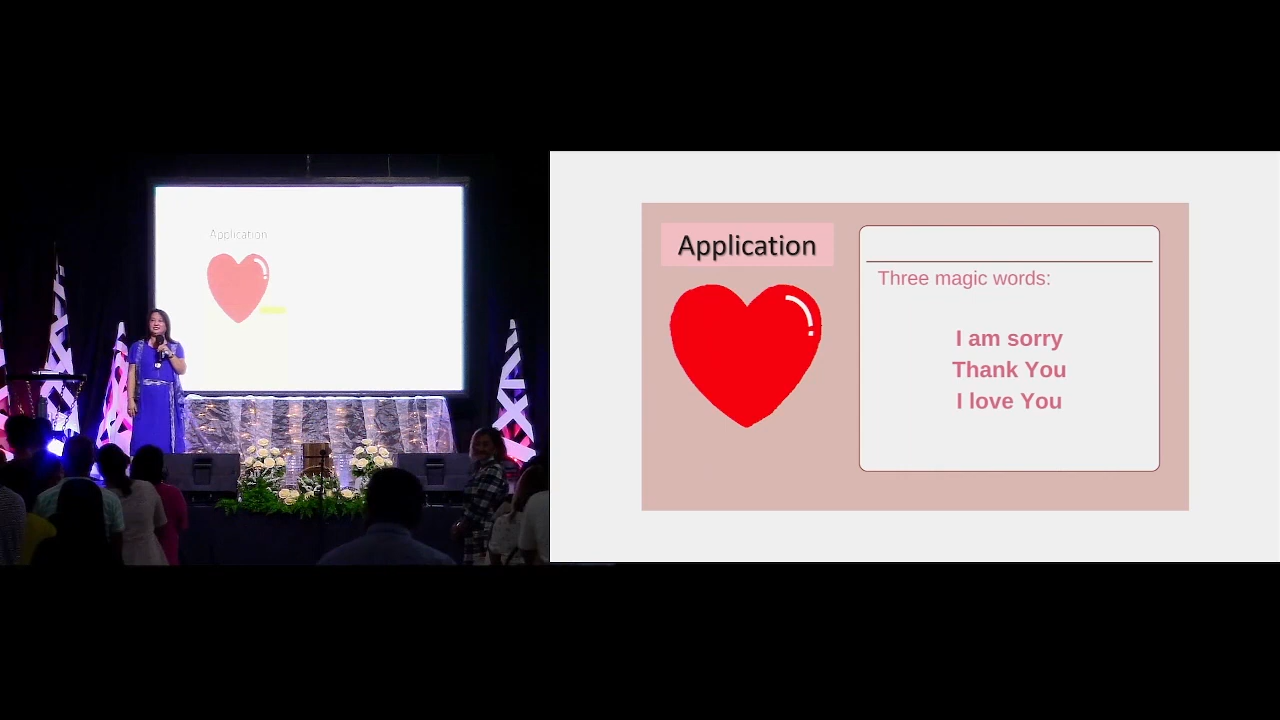 Application
Application
Three magic words:
I am sorry
Thank You
I love You